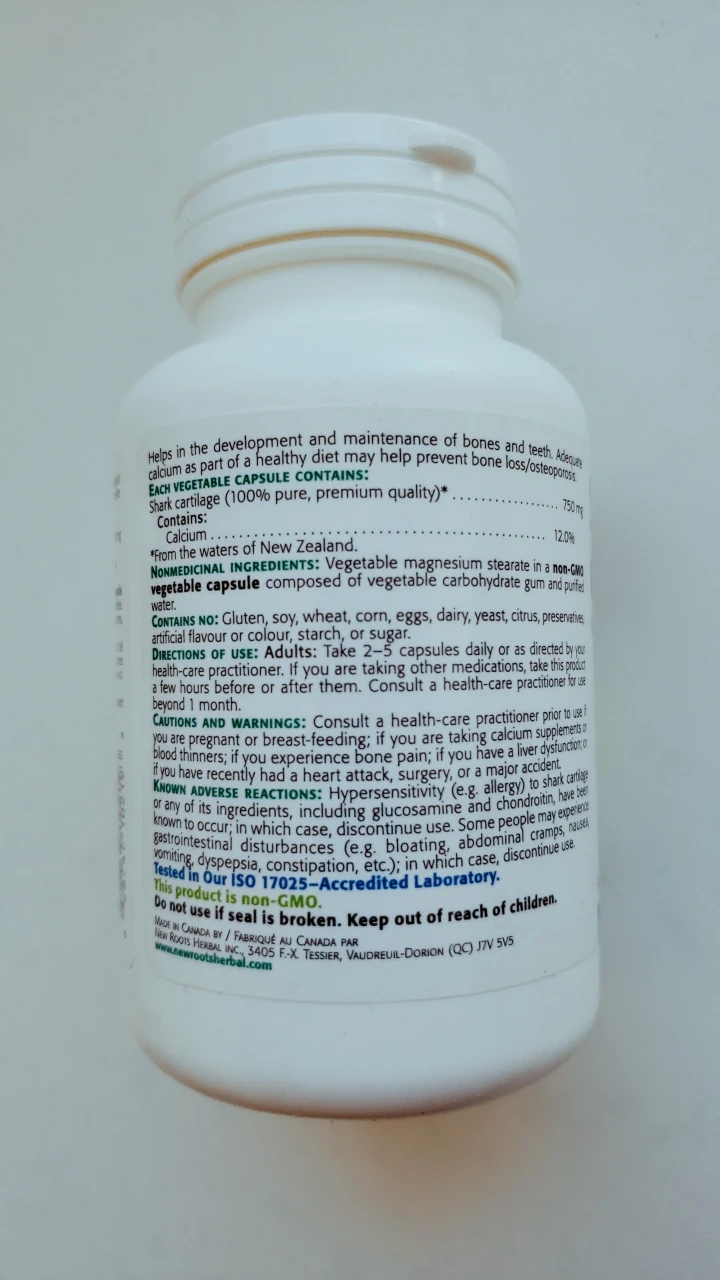 Helps in the development and maintenance of bones and teeth. Adequate
calcium as part of a healthy diet may help prevent bone loss/osteoporosis.
EACH VEGETABLE CAPSULE CONTAINS:
Shark cartilage (100% pure, premium quality)* .................. 750 mg
Contains:
Calcium .......................................................... 12.0%
*From the waters of New Zealand.
NONMEDICINAL INGREDIENTS: Vegetable magnesium stearate in a non-GMO
vegetable capsule composed of vegetable carbohydrate gum and purified
water.
CONTAINS NO: Gluten, soy, wheat, corn, eggs, dairy, yeast, citrus, preservatives,
artificial flavour or colour, starch, or sugar.
DIRECTIONS OF USE: Adults: Take 2–5 capsules daily or as directed by your
health-care practitioner. If you are taking other medications, take this product
a few hours before or after them. Consult a health-care practitioner for use
beyond 1 month.
CAUTIONS AND WARNINGS: Consult a health-care practitioner prior to use if
you are pregnant or breast-feeding; if you are taking calcium supplements or
blood thinners; if you experience bone pain; if you have a liver dysfunction; or
if you have recently had a heart attack, surgery, or a major accident.
KNOWN ADVERSE REACTIONS: Hypersensitivity (e.g. allergy) to shark cartilage
or any of its ingredients, including glucosamine and chondroitin, have been
known to occur; in which case, discontinue use. Some people may experience
gastrointestinal disturbances (e.g. bloating, abdominal cramps, nausea,
vomiting, dyspepsia, constipation, etc.); in which case, discontinue use.
Tested in Our ISO 17025–Accredited Laboratory.
This product is non-GMO.
Do not use if seal is broken. Keep out of reach of children.
MADE IN CANADA BY / FABRIQUÉ AU CANADA PAR
NEW ROOTS HERBAL INC., 3405 F.-X. TESSIER, VAUDREUIL-DORION (QC) J7V 5V5
www.newrootsherbal.com